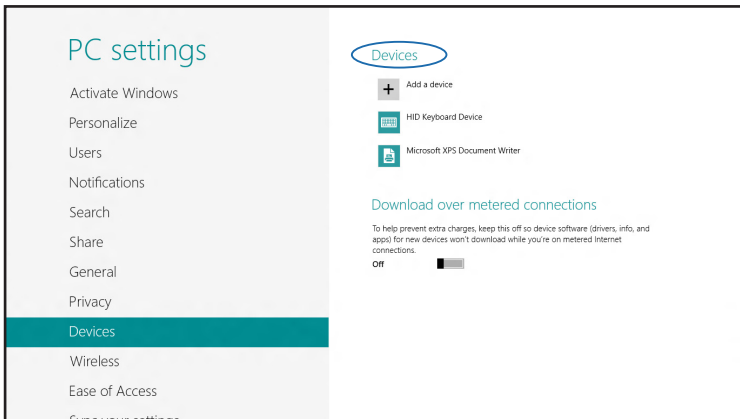 PC settings
Activate Windows
Personalize
Users
Notifications
Search
Share
General
Privacy
Devices
Wireless
Ease of Access
Sync your settings
Devices
Add a device
HID Keyboard Device
Microsoft XPS Document Writer
Download over metered connections
To help prevent extra charges, keep this off so device software (drivers, info, and
apps) for new devices won't download while you're on metered Internet
connections.
Off